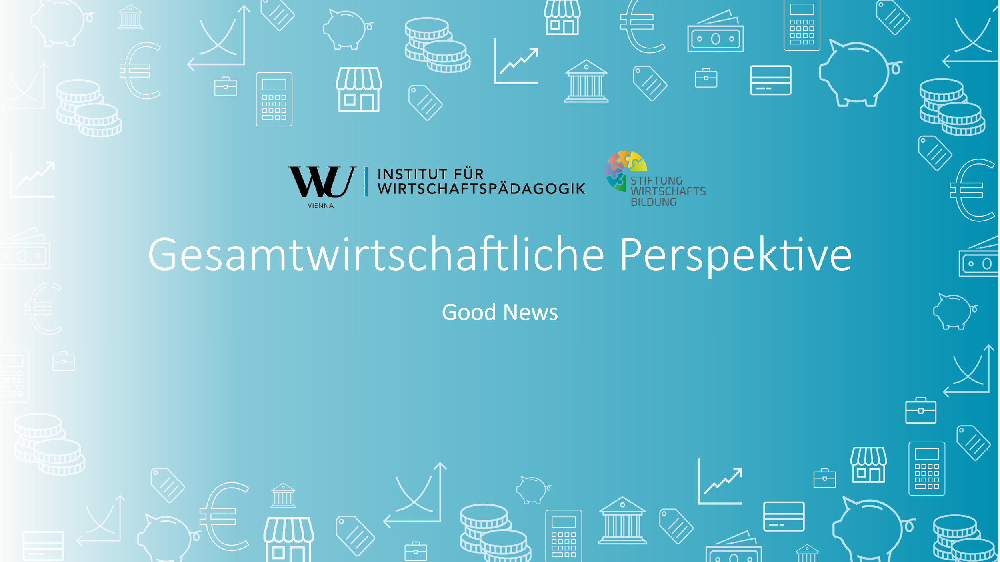 WU
VIENNA
INSTITUT FÜR
WIRTSCHAFTSPÄDAGOGIK
STIFTUNG
WIRTSCHAFTS
BILDUNG
Gesamtwirtschaftliche Perspektive
Good News